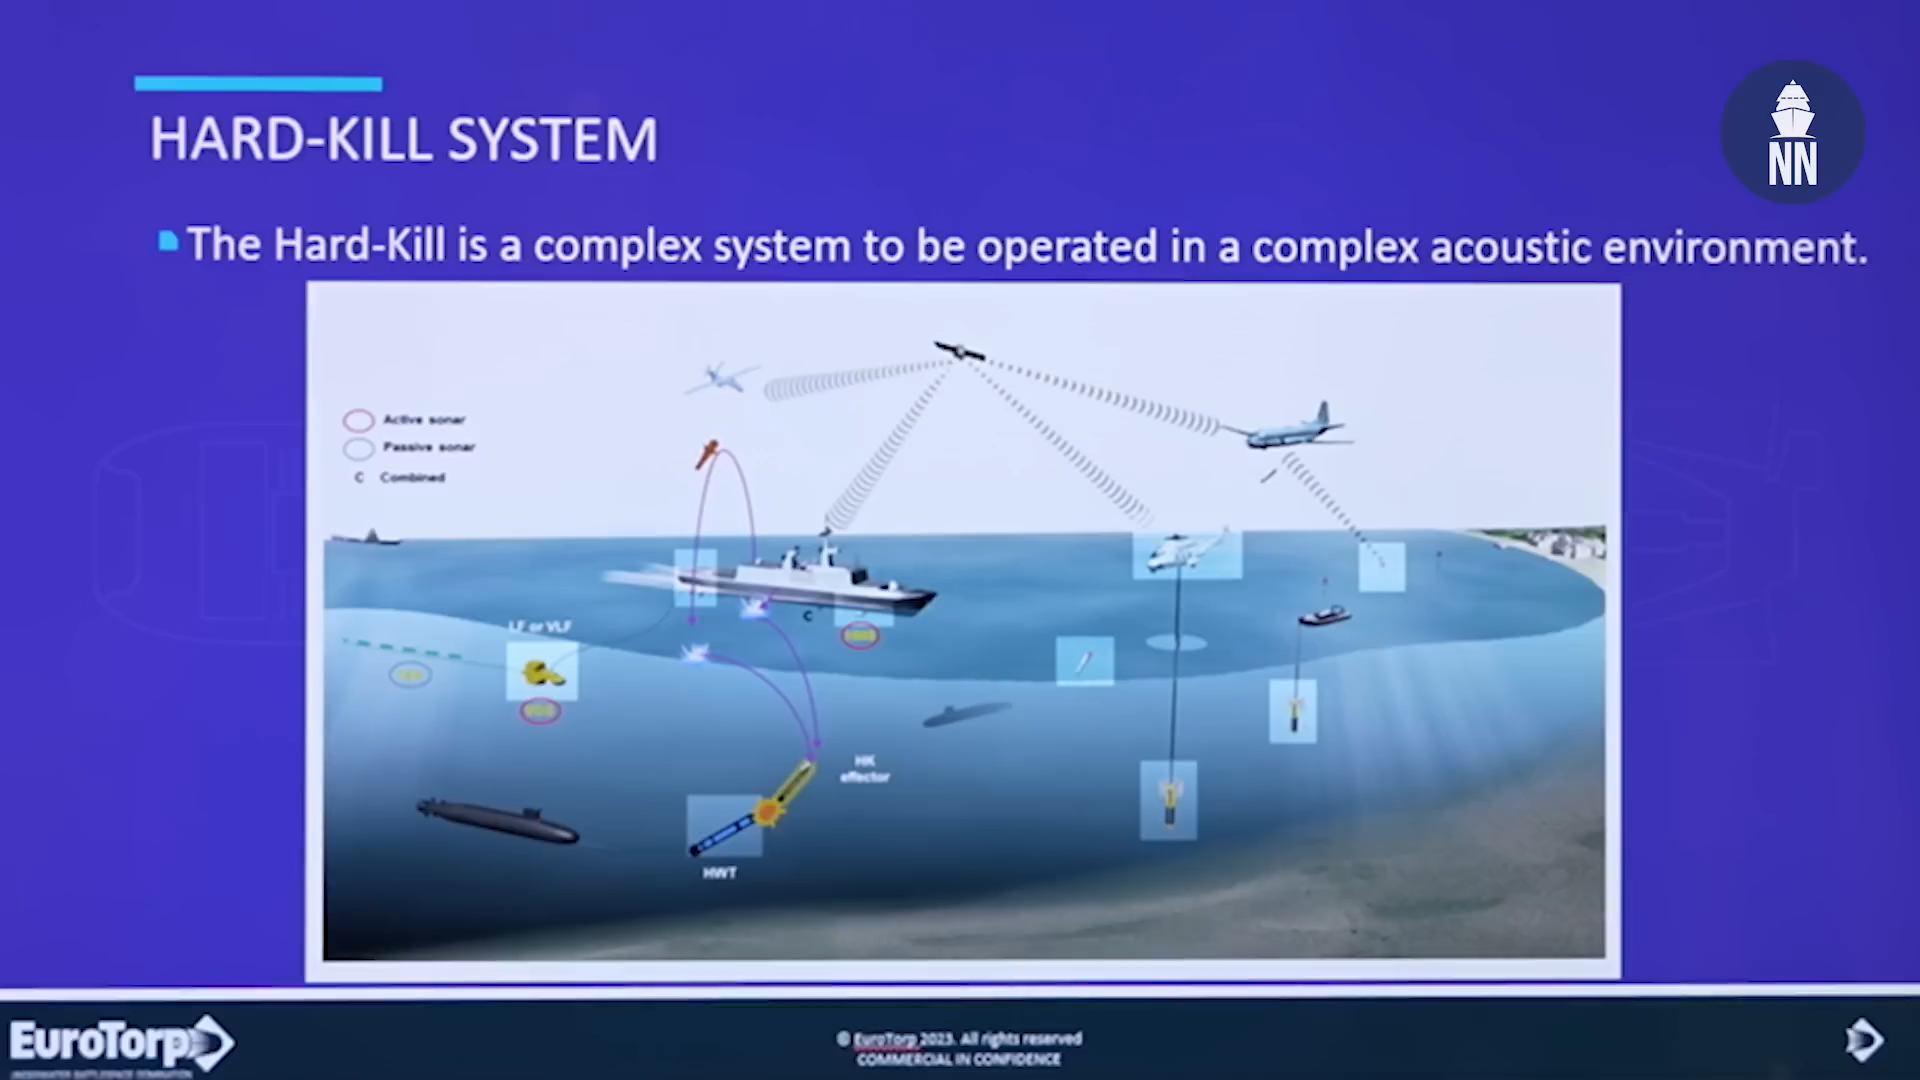 NN
HARD-KILL SYSTEM
The Hard-Kill is a complex system to be operated in a complex acoustic environment.
Active sonar
Passive sonar
C Combined
C
LF or VLF
HK
effector
HWT
EuroTorp
© EuroTorp 2023. All rights reserved
COMMERCIAL IN CONFIDENCE